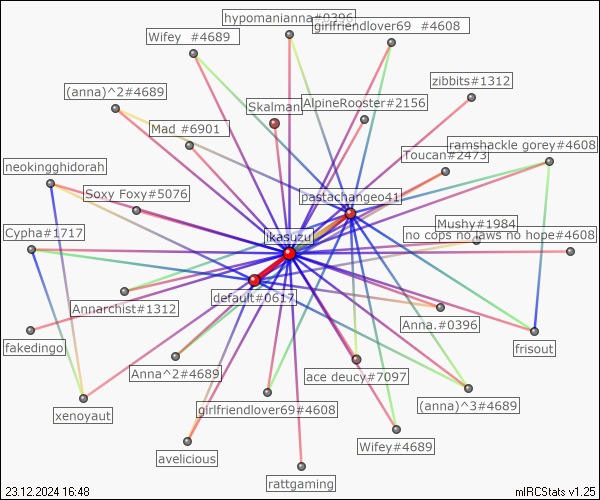 hypomanianna#0396
girlfriendlover69 #4608
Wifey #4689
zibbits#1312
(anna)^2#4689
Skalman
AlpineRooster#2156
Mad #6901
ramshackle gorey#4608
Toucan#2473
neokingghidorah
Soxy Foxy#5076
pastachangeo41
Mushy#1984
Cypha#1717
ikasuzu
no cops no laws no hope#4608
default#0617
Annarchist#1312
Anna.#0396
fakedingo
frisout
Anna^2#4689
ace deucy#7097
(anna)^3#4689
xenoyaut
girlfriendlover69#4608
Wifey#4689
avelicious
rattgaming
23.12.2024 16:48
mIRCStats v1.25